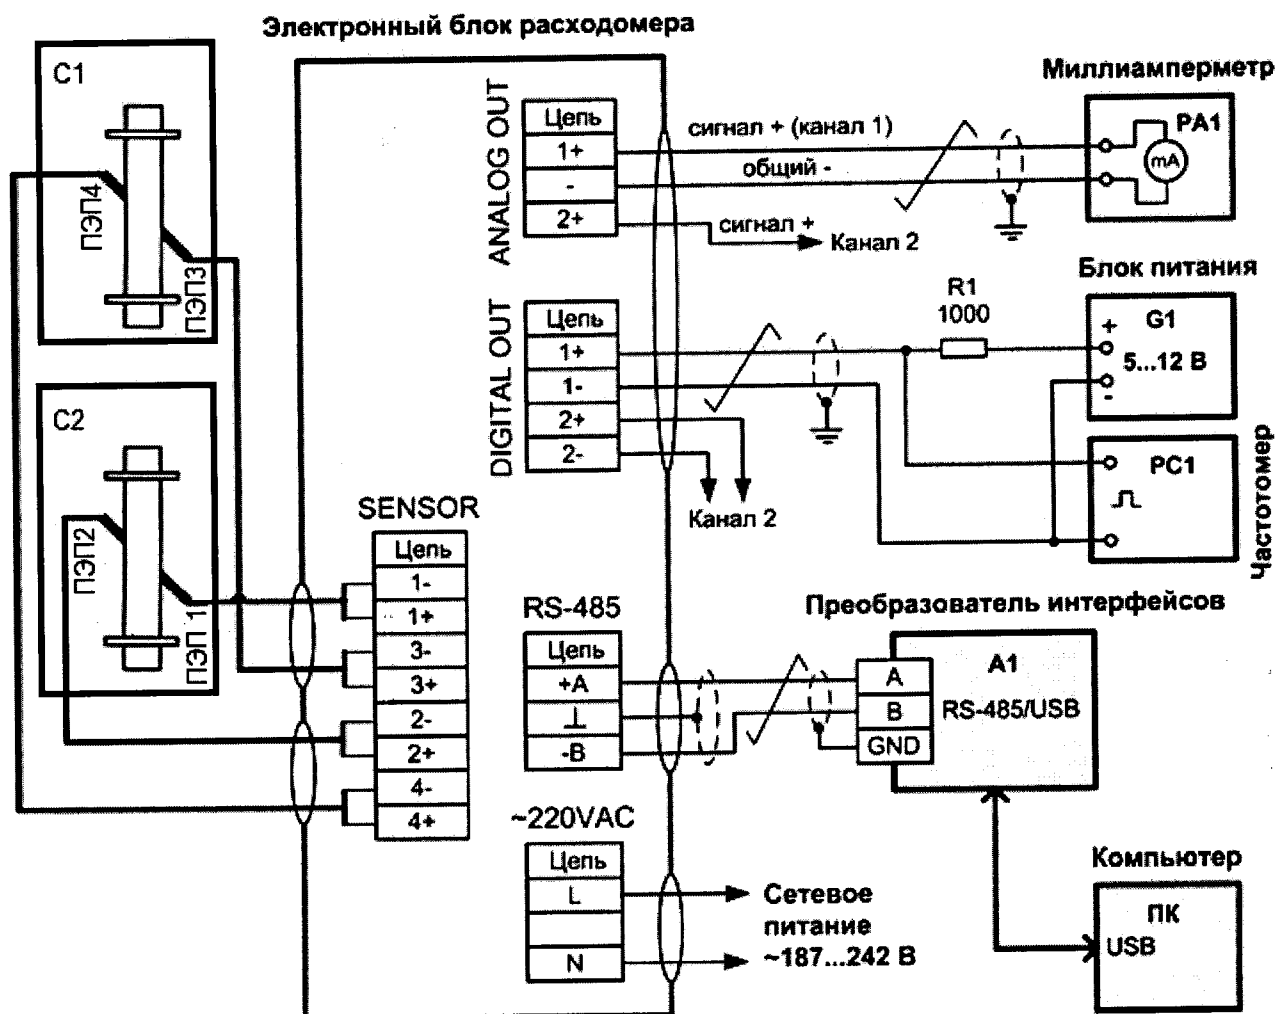 Электронный блок расходомера
С1
ПЭП4
ПЭП3
С2
ПЭП2
ПЭП 1
SENSOR
Цепь
1-
1+
3-
3+
2-
2+
4-
4+
ANALOG OUT
Цепь
1+
-
2+
сигнал + (канал 1)
общий -
сигнал +
Канал 2
Миллиамперметр
PA1
mA
DIGITAL OUT
Цепь
1+
1-
2+
2-
Канал 2
R1
1000
Блок питания
G1
+
5...12 В
-
PC1
Частотомер
RS-485
Цепь
+A
⊥
-B
Преобразователь интерфейсов
A
B
GND
A1
RS-485/USB
~220VAC
Цепь
L
N
Сетевое
питание
~187...242 В
Компьютер
ПК
USB